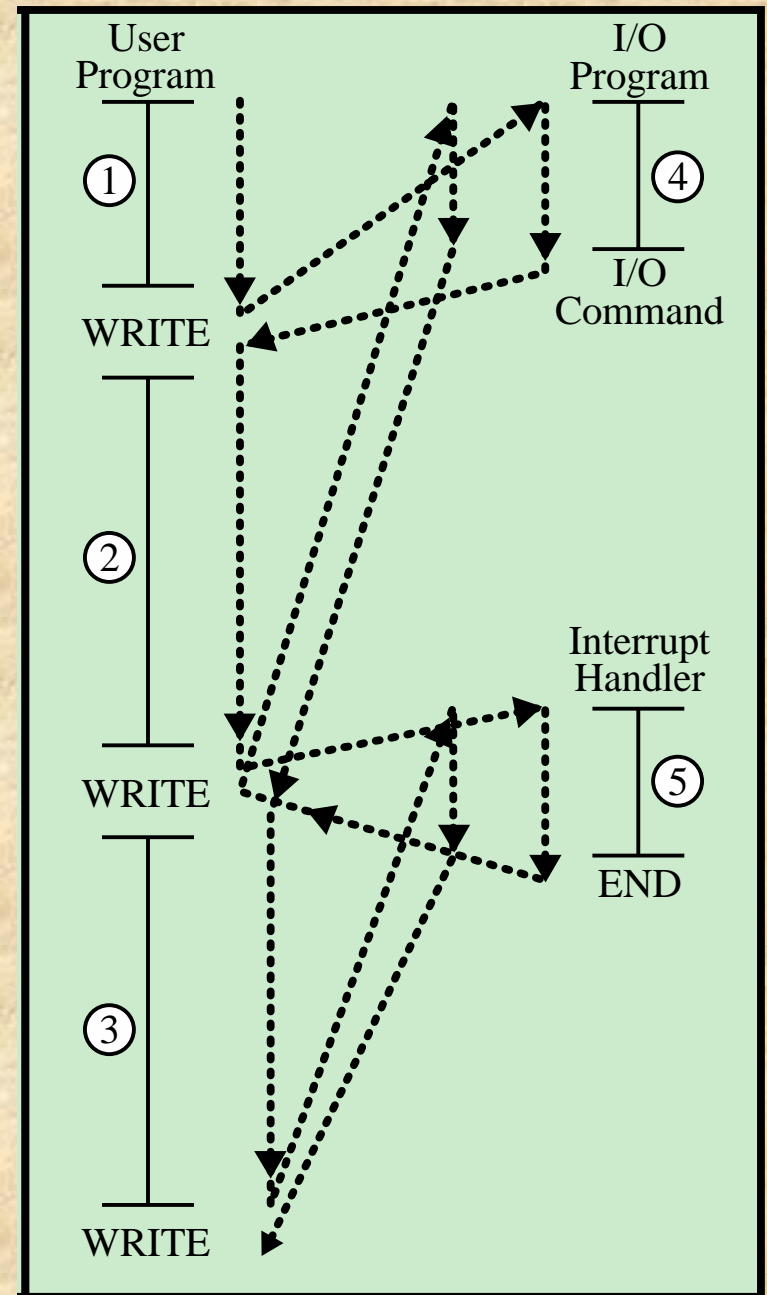 User
Program
1
WRITE
2
WRITE
3
WRITE
I/O
Program
4
I/O
Command
Interrupt
Handler
5
END